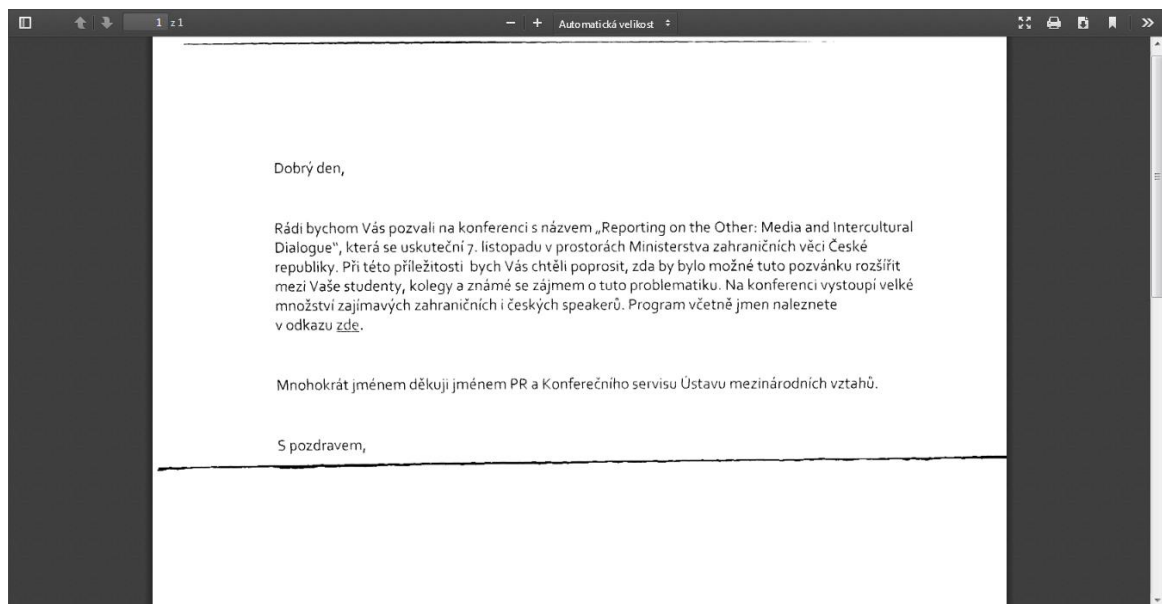 1 z 1
Automatická velikost
Dobrý den,
Rádi bychom Vás pozvali na konferenci s názvem „Reporting on the Other: Media and Intercultural
Dialogue“, která se uskuteční 7. listopadu v prostorách Ministerstva zahraničních věci České
republiky. Při této příležitosti bych Vás chtěli poprosit, zda by bylo možné tuto pozvánku rozšířit
mezi Vaše studenty, kolegy a známé se zájmem o tuto problematiku. Na konferenci vystoupí velké
množství zajímavých zahraničních i českých speakerů. Program včetně jmen naleznete
v odkazu zde.
Mnohokrát jménem děkuji jménem PR a Konferečního servisu Ústavu mezinárodních vztahů.
S pozdravem,